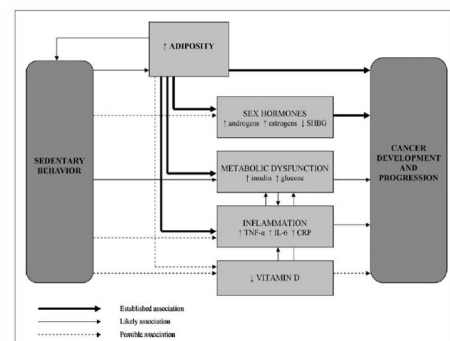 ↑ ADIPOSITY
SEX HORMONES
↑ androgens ↑ estrogens ↓ SHBG
SEDENTARY
BEHAVIOR
METABOLIC DYSFUNCTION
↑ insulin ↑ glucose
CANCER
DEVELOPMENT
AND
PROGRESSION
INFLAMMATION
↑ TNF-α ↑ IL-6 ↑ CRP
↓ VITAMIN D
Established association
Likely association
Possible association